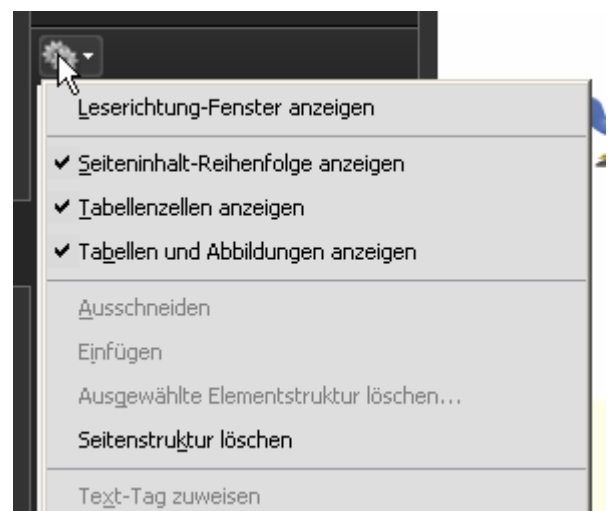 Leserichtung-Fenster anzeigen
Seiteninhalt-Reihenfolge anzeigen
Tabellenzellen anzeigen
Tabellen und Abbildungen anzeigen
Ausschneiden
Einfügen
Ausgewählte Elementstruktur löschen...
Seitenstruktur löschen
Text-Tag zuweisen